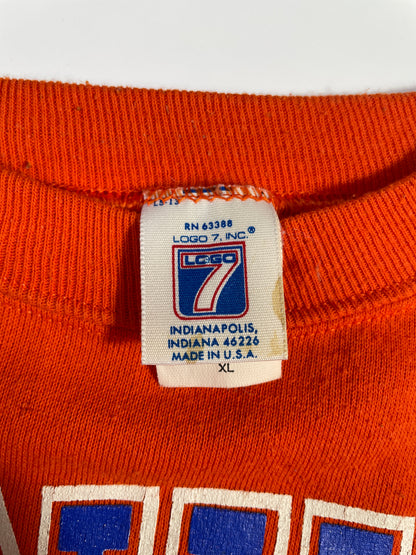 RN 63388
LOGO 7, INC.®
LOGO
7
INDIANAPOLIS,
INDIANA 46226
MADE IN U.S.A.
XL